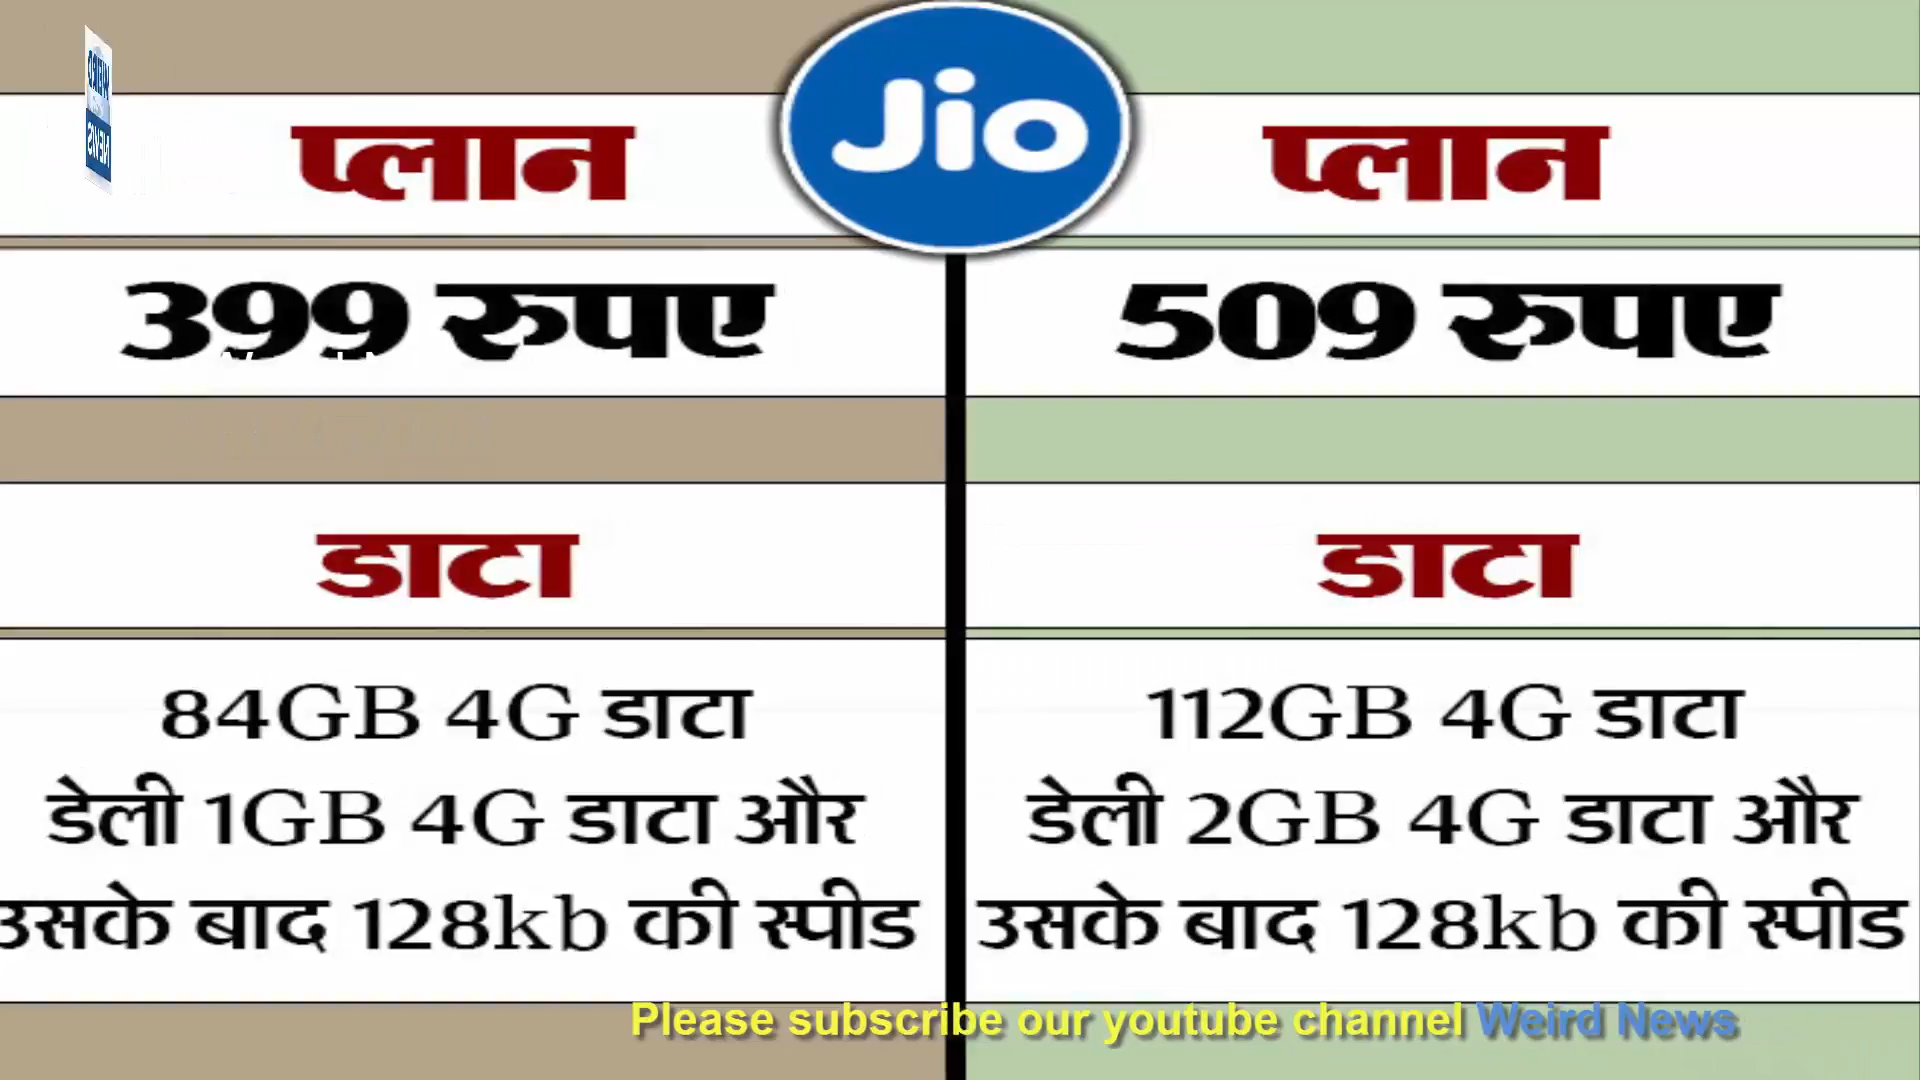 Jio
प्लान
प्लान
399 रुपए
509 रुपए
डाटा
डाटा
84GB 4G डाटा
डेली 1GB 4G डाटा और
उसके बाद 128kb की स्पीड
112GB 4G डाटा
डेली 2GB 4G डाटा और
उसके बाद 128kb की स्पीड
Please subscribe our youtube channel Weird News